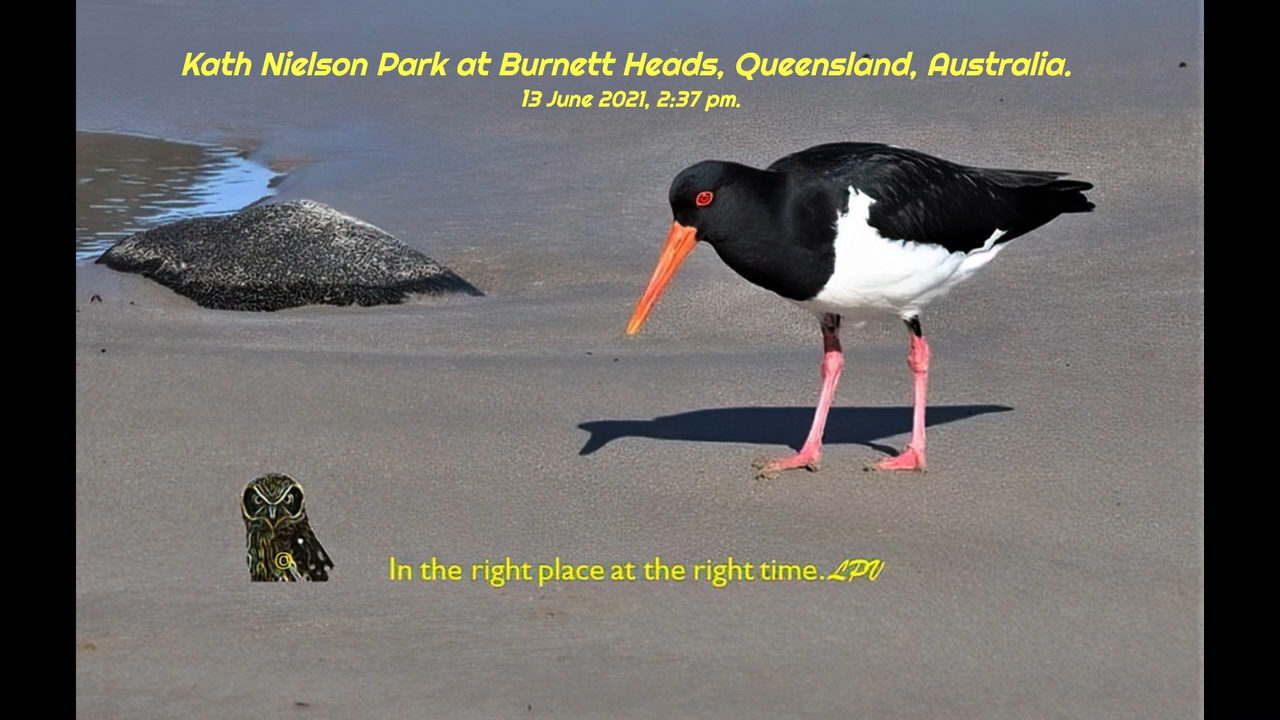 Kath Nielson Park at Burnett Heads, Queensland, Australia.
13 June 2021, 2:37 pm.
@
In the right place at the right time.LPV